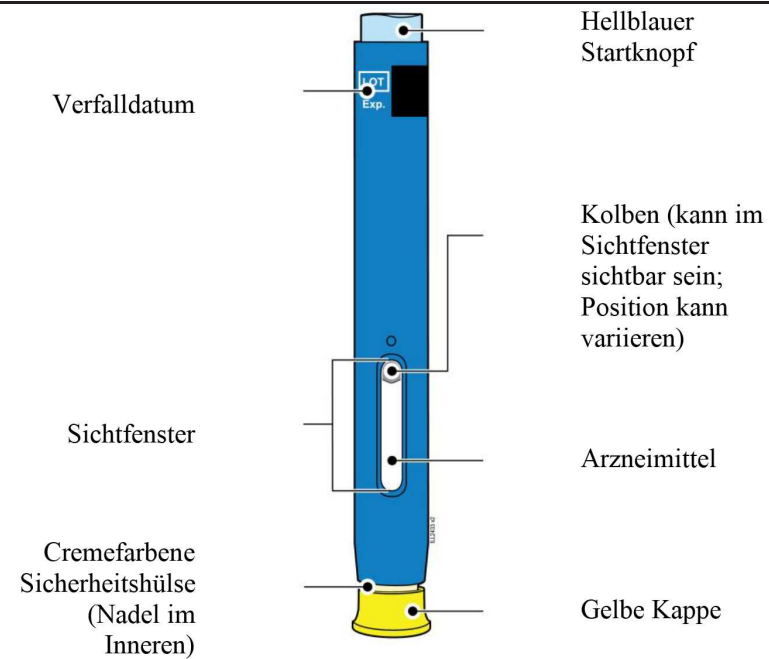 Hellblauer
Startknopf
LOT
Exp.
Verfalldatum
Kolben (kann im
Sichtfenster
sichtbar sein;
Position kann
variieren)
Sichtfenster
Arzneimittel
Cremefarbene
Sicherheitshülse
(Nadel im
Inneren)
Gelbe Kappe